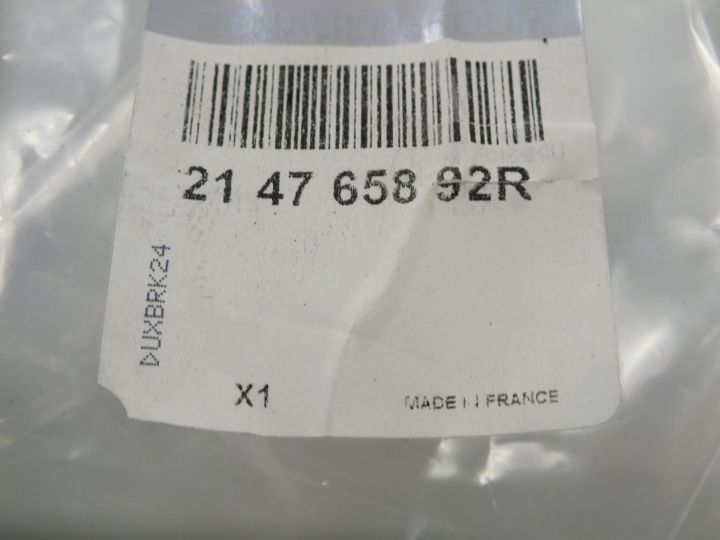 21 47 658 92R
DUXBRK24
X1
MADE IN FRANCE